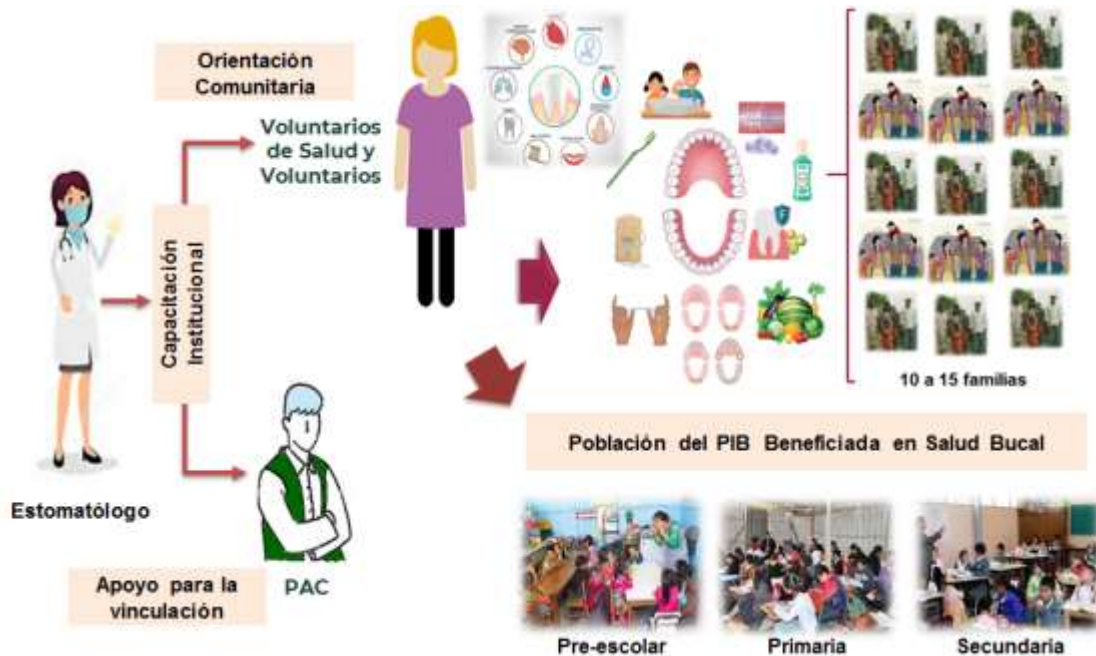 Orientación
Comunitaria
Voluntarios
de Salud y
Voluntarios
Capacitación
Institucional
Estomatólogo
Apoyo para la
vinculación
PAC
10 a 15 familias
Población del PIB Beneficiada en Salud Bucal
Pre-escolar
Primaria
Secundaria